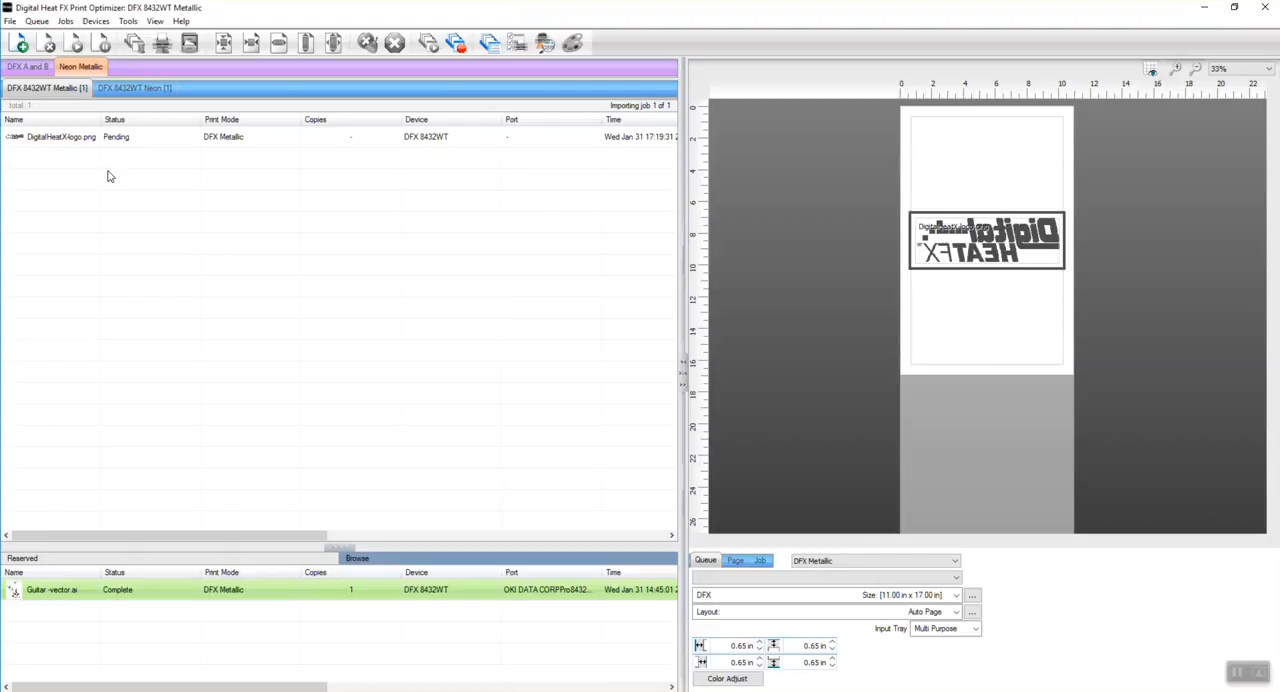 Digital Heat FX Print Optimizer: DFX 8432WT Metallic
File Queue Jobs Devices Tools View Help
DFX A and B... Neon Metallic
33%
DFX 8432WT Metallic [1] DFX 8432WT Neon [1]
0 2 4 6 8 10 12 14 16 18 20 22
total: 1 Importing job 1 of 1
Name Status Print Mode Copies Device Port Time
DigitalHeatX-logo.png Pending DFX Metallic - DFX 8432WT - Wed Jan 31 17:19:31 2
0
2
4
6
8
10
12
14
16
18
20
22
24
26
DigitalHeatX-logo.png
Digital
HEATFX
Reserved Browse
Name Status Print Mode Copies Device Port Time
Guitar -vector.ai Complete DFX Metallic 1 DFX 8432WT OKI DATA CORPPro8432... Wed Jan 31 14:45:01 2
Queue Page Job DFX Metallic
DFX Size: [11.00 in x 17.00 in] ...
Layout: Auto Page ...
Input Tray Multi Purpose
0.65 in 0.65 in
0.65 in 0.65 in
Color Adjust